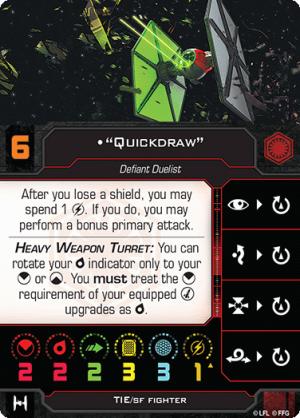 6
• "Quickdraw"
Defiant Duelist
After you lose a shield, you may
spend 1 . If you do, you may
perform a bonus primary attack.
Heavy Weapon Turret: You can
rotate your indicator only to your
or . You must treat the
requirement of your equipped
upgrades as .
2 2 2 3 3 1
TIE/sf Fighter
© LFL © FFG